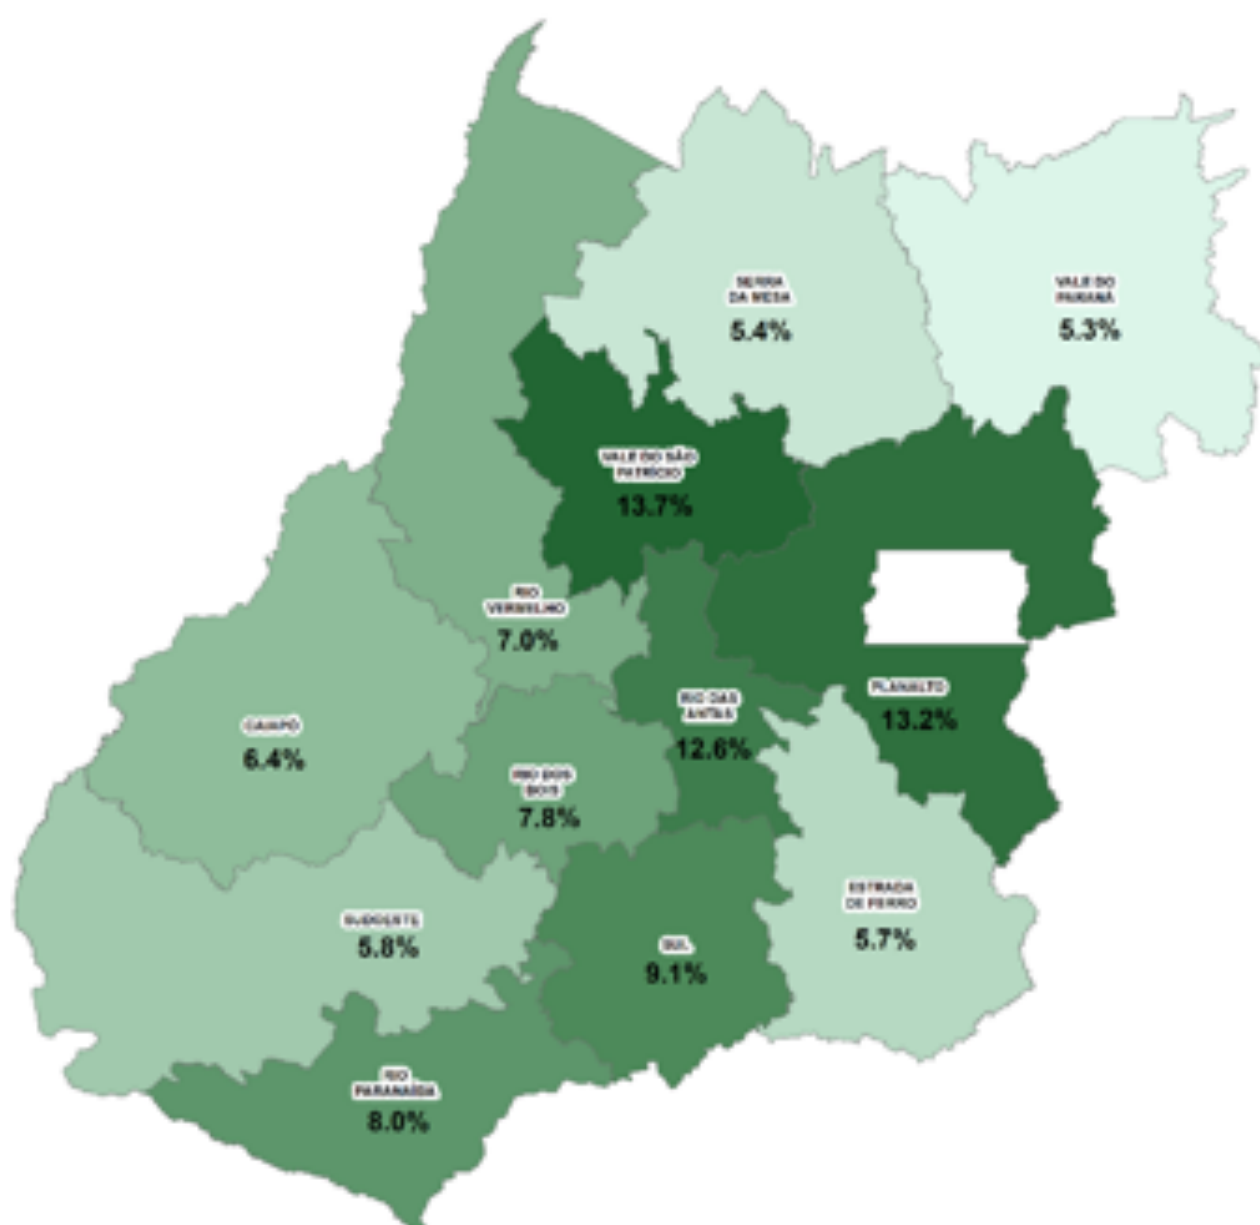 SERRA
DA MESA
5.4%
VALE DO
PARANÃ
5.3%
VALE DO SÃO
PATRÍCIO
13.7%
RIO
VERMELHO
7.0%
RIO DAS
ANTAS
12.6%
PLANALTO
13.2%
CAIAPÓ
6.4%
RIO DOS
BOIS
7.8%
ESTRADA
DE FERRO
5.7%
SUDOESTE
5.8%
SUL
9.1%
RIO
PARANAÍBA
8.0%